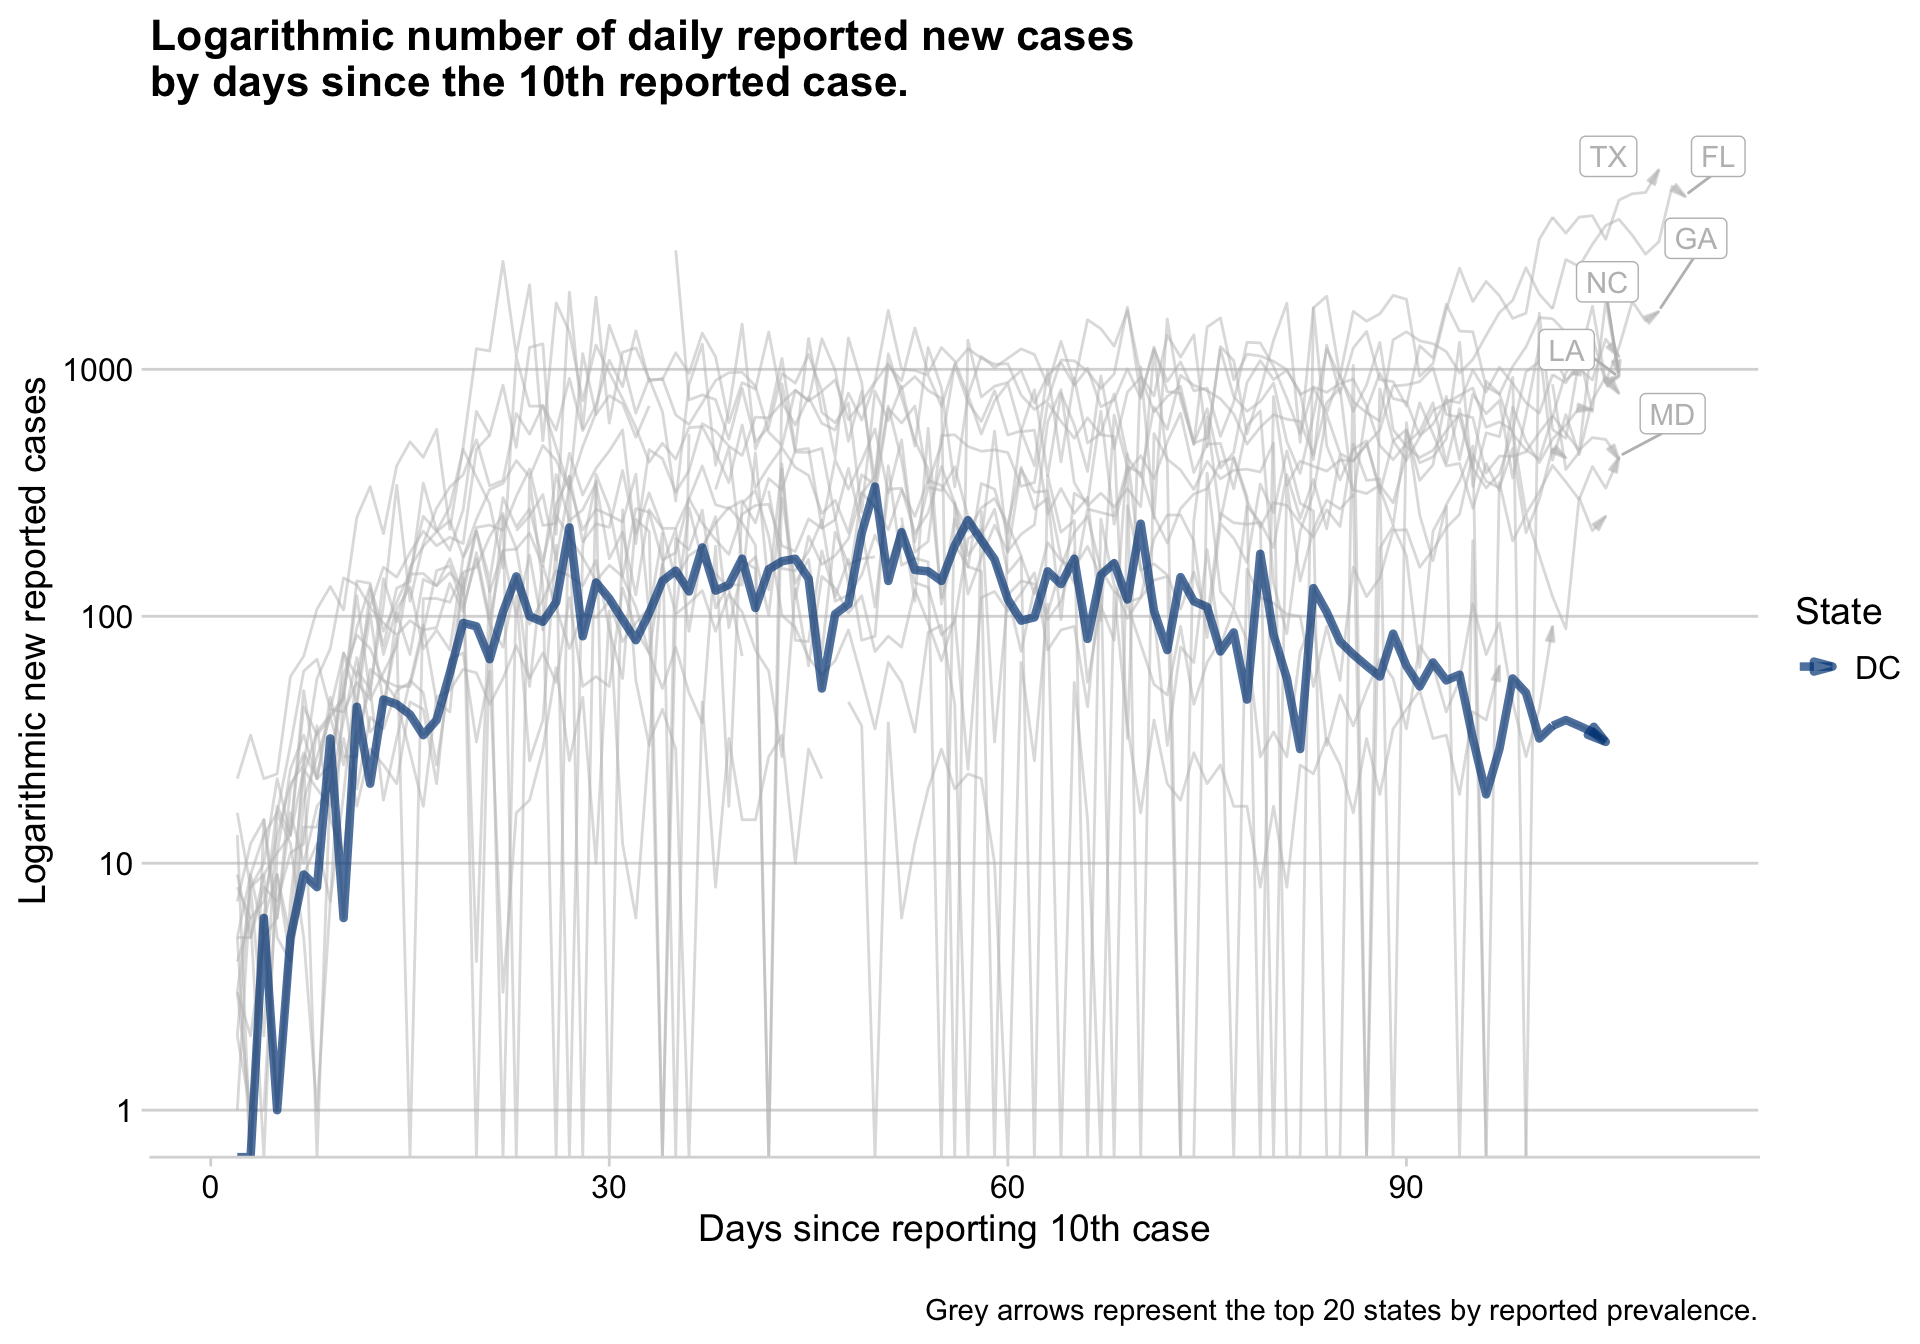 Logarithmic number of daily reported new cases
by days since the 10th reported case.
TX
FL
GA
NC
LA
MD
Logarithmic new reported cases
1000
100
10
1
State
DC
0
30
60
90
Days since reporting 10th case
Grey arrows represent the top 20 states by reported prevalence.